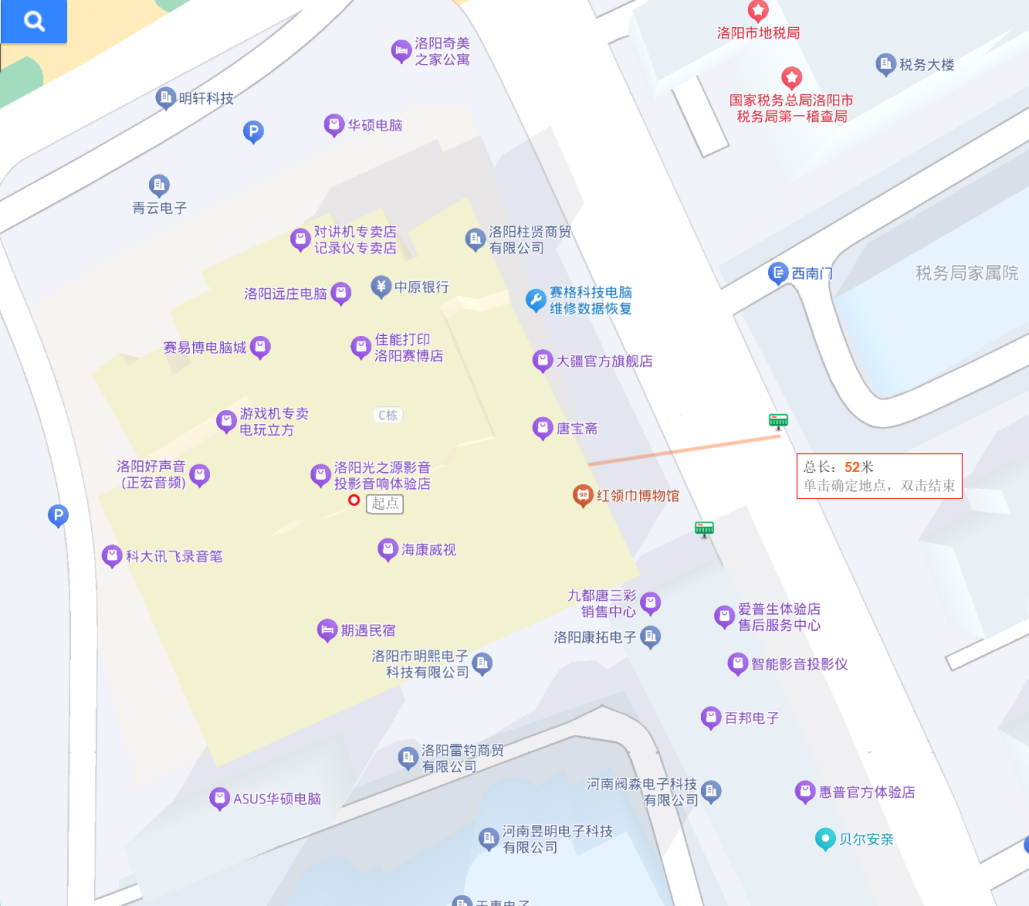 洛阳市地税局
洛阳奇美
之家公寓
税务大楼
国家税务总局洛阳市
税务局第一稽查局
明轩科技
P
华硕电脑
青云电子
对讲机专卖店
记录仪专卖店
洛阳柱贤商贸
有限公司
西南门
税务局家属院
洛阳远庄电脑
中原银行
赛格科技电脑
维修数据恢复
赛易博电脑城
佳能打印
洛阳赛博店
大疆官方旗舰店
游戏机专卖
电玩立方
C栋
唐宝斋
洛阳好声音
(正宏音频)
洛阳光之源影音
投影音响体验店
总长：52米
单击确定地点，双击结束
起点
红领巾博物馆
P
科大讯飞录音笔
海康威视
九都唐三彩
销售中心
爱普生体验店
售后服务中心
期遇民宿
洛阳康拓电子
洛阳市明熙电子
科技有限公司
智能影音投影仪
百邦电子
洛阳雷钧商贸
有限公司
ASUS华硕电脑
河南阀淼电子科技
有限公司
惠普官方体验店
河南昱明电子科技
有限公司
贝尔安亲